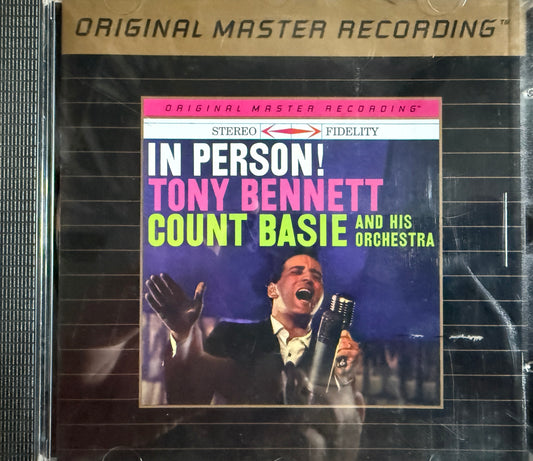 ORIGINAL MASTER RECORDING™
ORIGINAL MASTER RECORDING™
STEREO FIDELITY
IN PERSON!
TONY BENNETT
COUNT BASIE AND HIS
ORCHESTRA